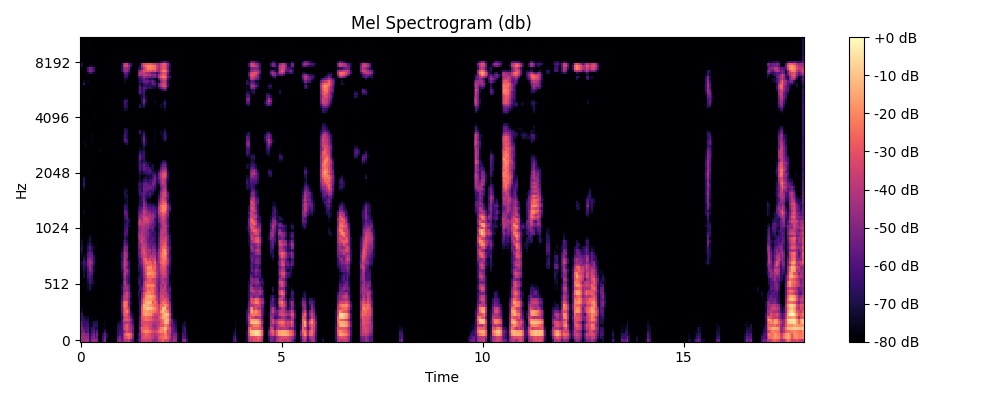 Mel Spectrogram (db)
8192
4096
2048
1024
512
0
Hz
0 5 10 15
Time
+0 dB
-10 dB
-20 dB
-30 dB
-40 dB
-50 dB
-60 dB
-70 dB
-80 dB